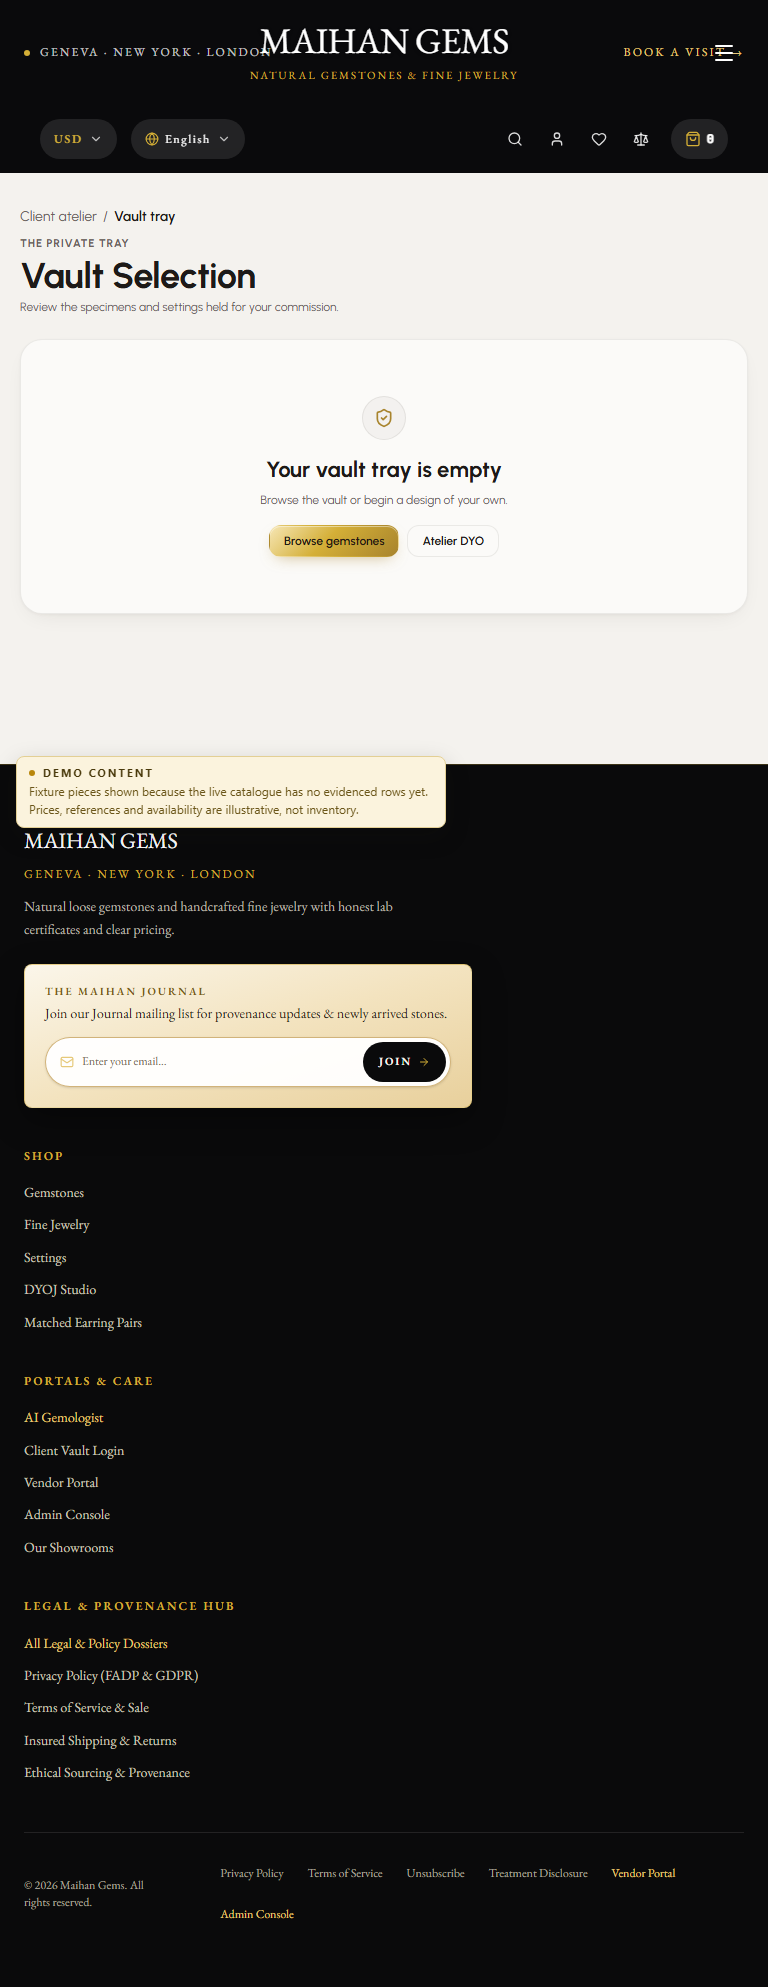 GENEVA · NEW YORK · LONDON
MAIHAN GEMS
NATURAL GEMSTONES & FINE JEWELRY
BOOK A VISIT →
USD
English
0
Client atelier / Vault tray
THE PRIVATE TRAY
Vault Selection
Review the specimens and settings held for your commission.
Your vault tray is empty
Browse the vault or begin a design of your own.
Browse gemstones
Atelier DYO
DEMO CONTENT
Fixture pieces shown because the live catalogue has no evidenced rows yet.
Prices, references and availability are illustrative, not inventory.
MAIHAN GEMS
GENEVA · NEW YORK · LONDON
Natural loose gemstones and handcrafted fine jewelry with honest lab
certificates and clear pricing.
THE MAIHAN JOURNAL
Join our Journal mailing list for provenance updates & newly arrived stones.
Enter your email...
JOIN →
SHOP
Gemstones
Fine Jewelry
Settings
DYOJ Studio
Matched Earring Pairs
PORTALS & CARE
AI Gemologist
Client Vault Login
Vendor Portal
Admin Console
Our Showrooms
LEGAL & PROVENANCE HUB
All Legal & Policy Dossiers
Privacy Policy (FADP & GDPR)
Terms of Service & Sale
Insured Shipping & Returns
Ethical Sourcing & Provenance
© 2026 Maihan Gems. All
rights reserved.
Privacy Policy
Terms of Service
Unsubscribe
Treatment Disclosure
Vendor Portal
Admin Console